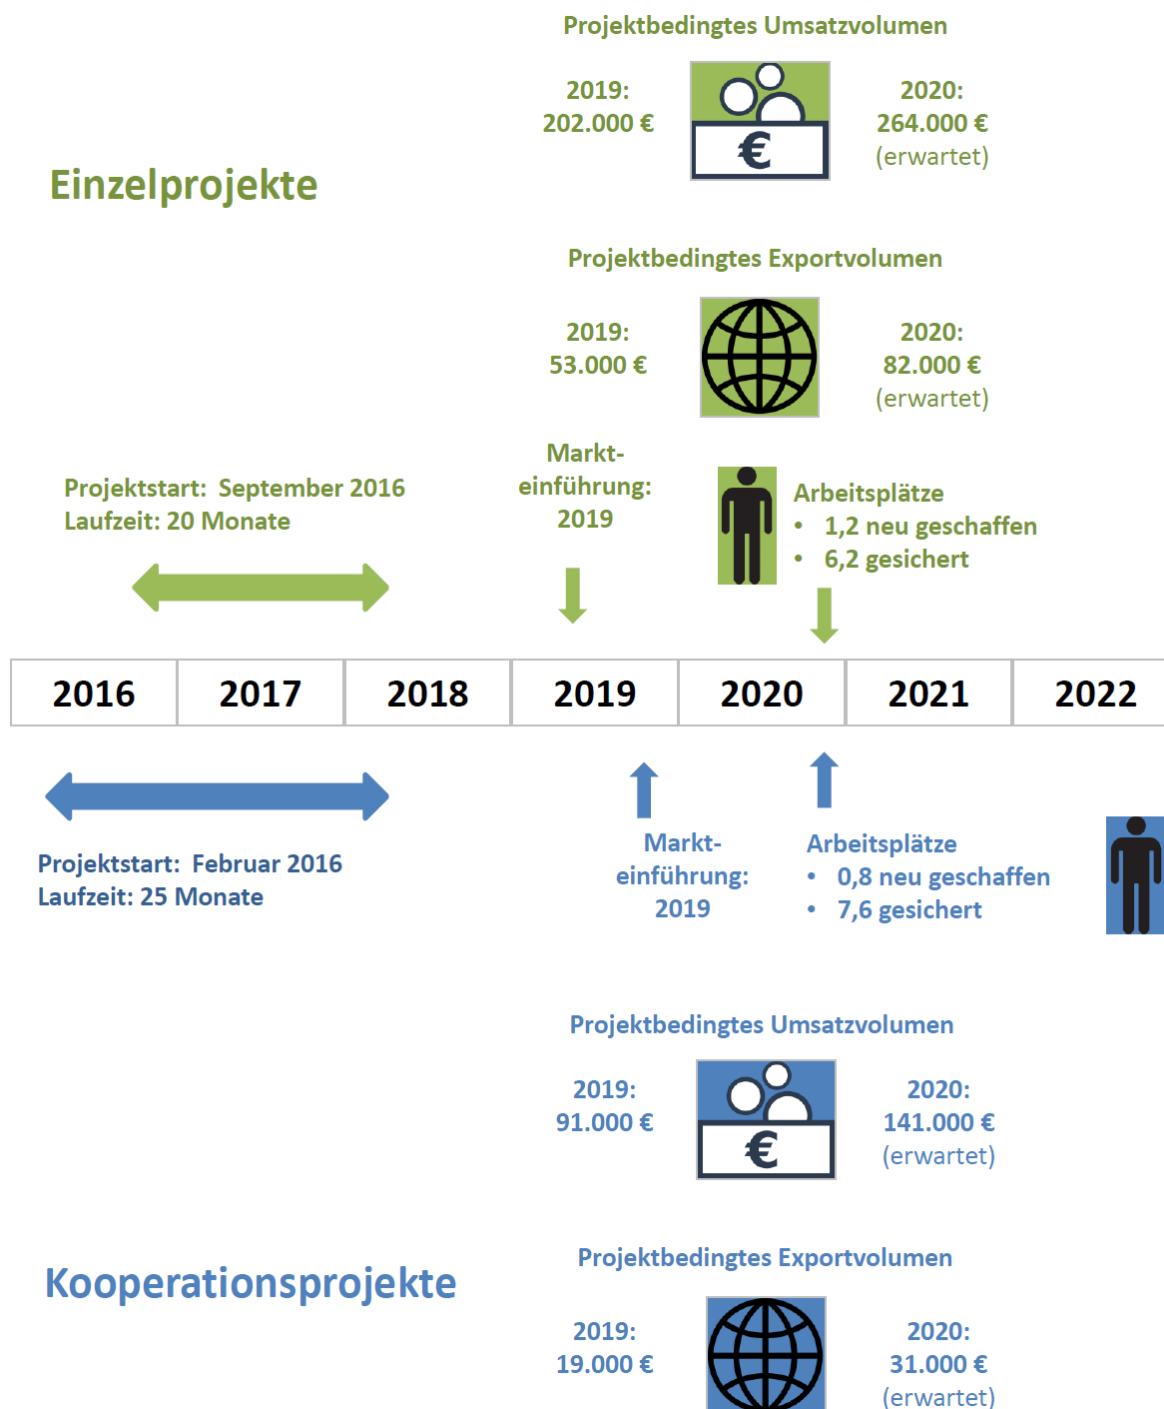 Projektbedingtes Umsatzvolumen
2019:
202.000 €
€
2020:
264.000 €
(erwartet)
Einzelprojekte
Projektbedingtes Exportvolumen
2019:
53.000 €
2020:
82.000 €
(erwartet)
Projektstart: September 2016
Laufzeit: 20 Monate
Markt-
einführung:
2019
Arbeitsplätze
• 1,2 neu geschaffen
• 6,2 gesichert
2016 2017 2018 2019 2020 2021 2022
Projektstart: Februar 2016
Laufzeit: 25 Monate
Markt-
einführung:
2019
Arbeitsplätze
• 0,8 neu geschaffen
• 7,6 gesichert
Projektbedingtes Umsatzvolumen
2019:
91.000 €
€
2020:
141.000 €
(erwartet)
Kooperationsprojekte
Projektbedingtes Exportvolumen
2019:
19.000 €
2020:
31.000 €
(erwartet)